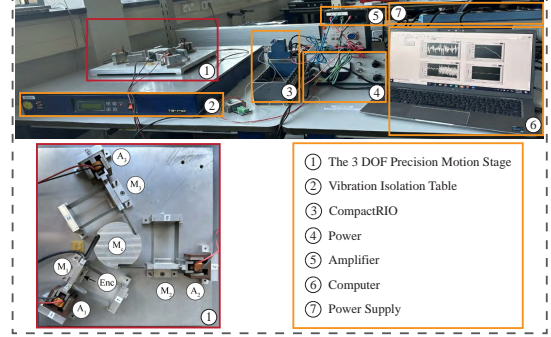 5
7
1
2
3
4
6
A3
M3
Mc
M1
Enc
A1
M2
A2
1
1 The 3 DOF Precision Motion Stage
2 Vibration Isolation Table
3 CompactRIO
4 Power
5 Amplifier
6 Computer
7 Power Supply